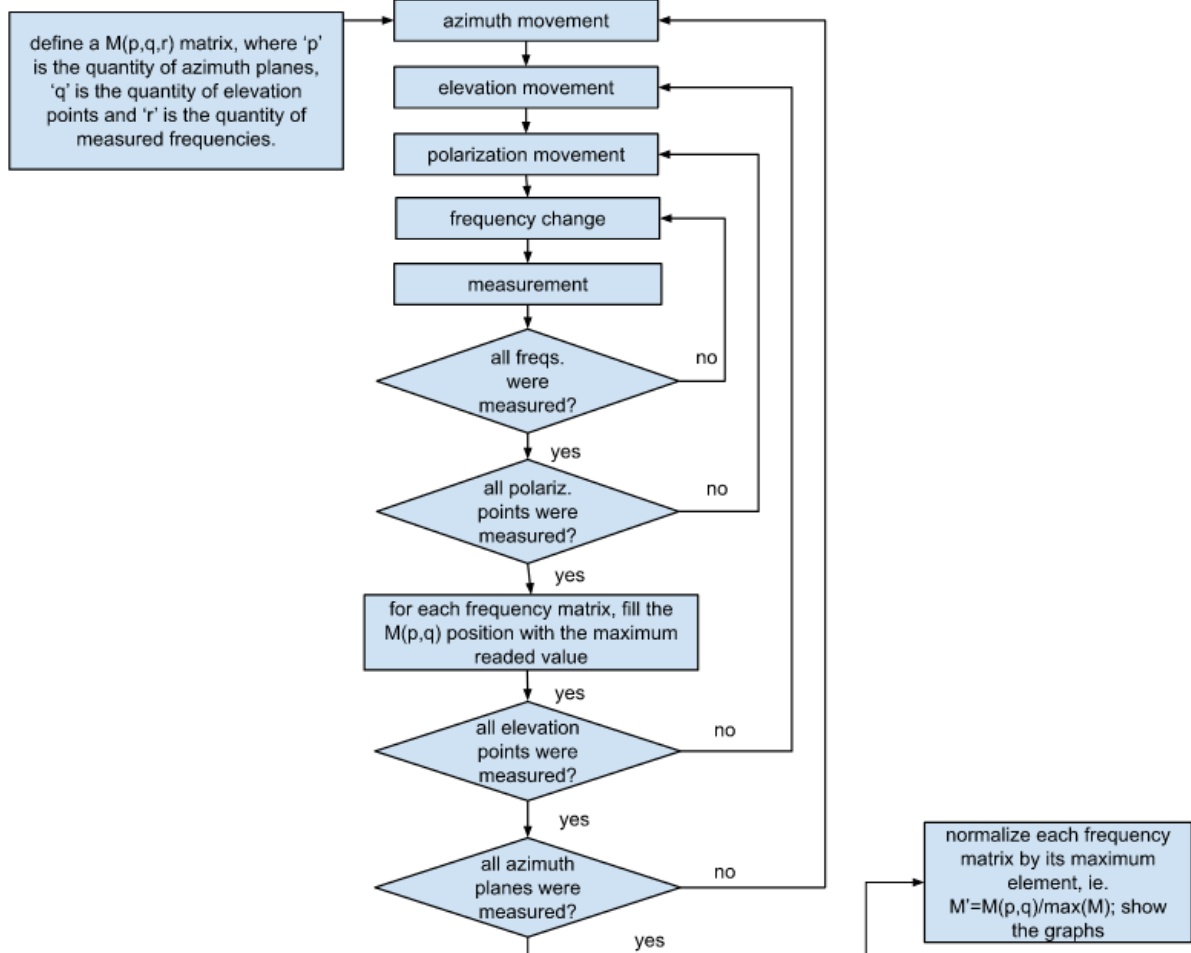 define a M(p,q,r) matrix, where ‘p’
is the quantity of azimuth planes,
‘q’ is the quantity of elevation
points and ‘r’ is the quantity of
measured frequencies.
azimuth movement
elevation movement
polarization movement
frequency change
measurement
all freqs.
were
measured?
no
yes
all polariz.
points were
measured?
no
yes
for each frequency matrix, fill the
M(p,q) position with the maximum
readed value
yes
all elevation
points were
measured?
no
yes
all azimuth
planes were
measured?
no
yes
normalize each frequency
matrix by its maximum
element, ie.
M’=M(p,q)/max(M); show
the graphs